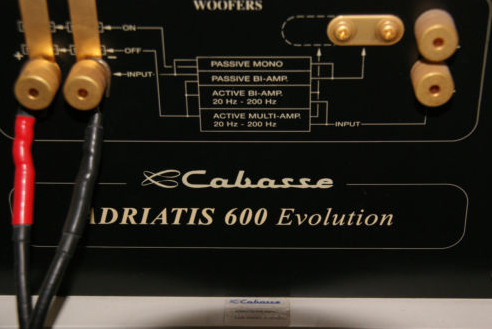 WOOFERS
ON
OFF
+ -
INPUT
PASSIVE MONO
PASSIVE BI-AMP.
ACTIVE BI-AMP.
20 Hz - 200 Hz
ACTIVE MULTI-AMP.
20 Hz - 200 Hz
INPUT
Cabasse
ADRIATIS 600 Evolution
Cabasse